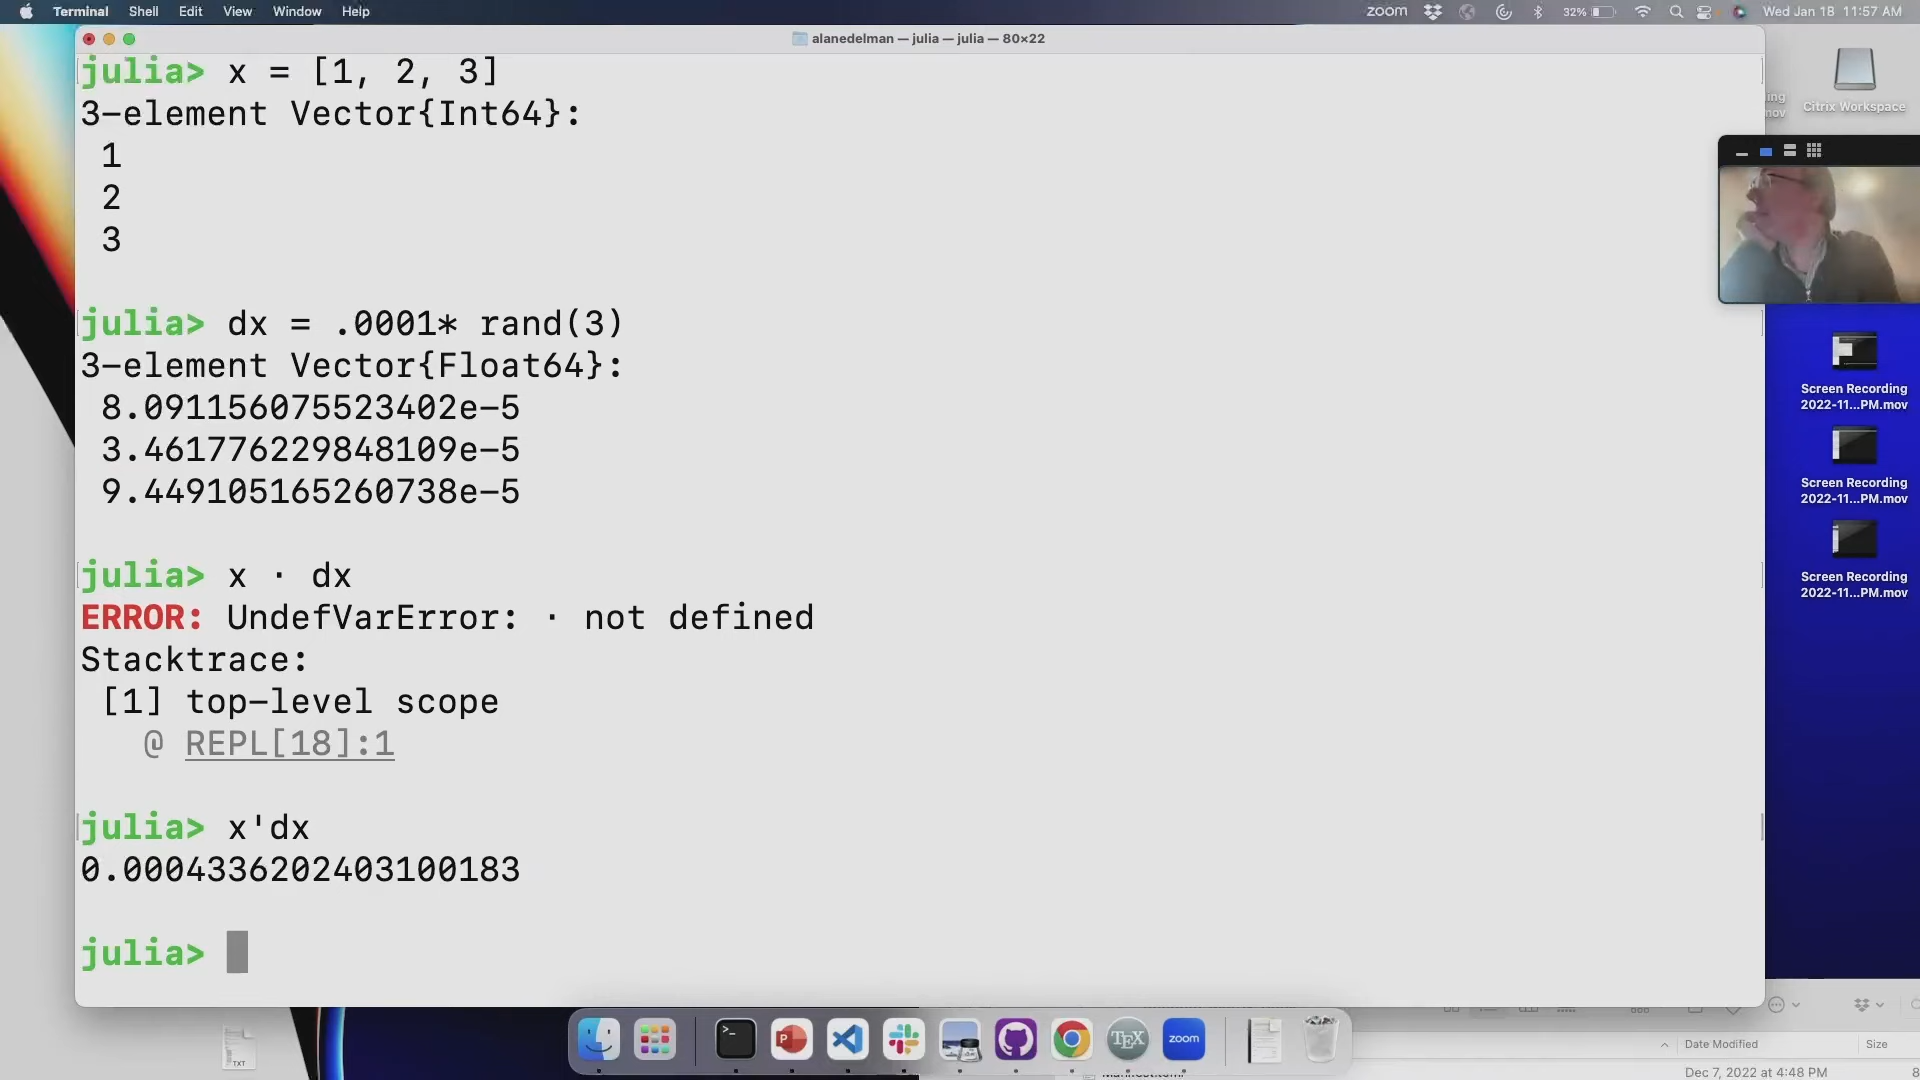 Terminal Shell Edit View Window Help
zoom 32% Wed Jan 18 11:57 AM
alanedelman — julia — julia — 80×22
julia> x = [1, 2, 3]
3-element Vector{Int64}:
1
2
3
julia> dx = .0001* rand(3)
3-element Vector{Float64}:
8.091156075523402e-5
3.461776229848109e-5
9.449105165260738e-5
julia> x · dx
ERROR: UndefVarError: · not defined
Stacktrace:
[1] top-level scope
@ REPL[18]:1
julia> x'dx
0.0004336202403100183
julia>
Citrix Workspace
Screen Recording
2022-11...PM.mov
Screen Recording
2022-11...PM.mov
Screen Recording
2022-11...PM.mov
TXT
TEX
zoom
Date Modified Size
Dec 7, 2022 at 4:48 PM